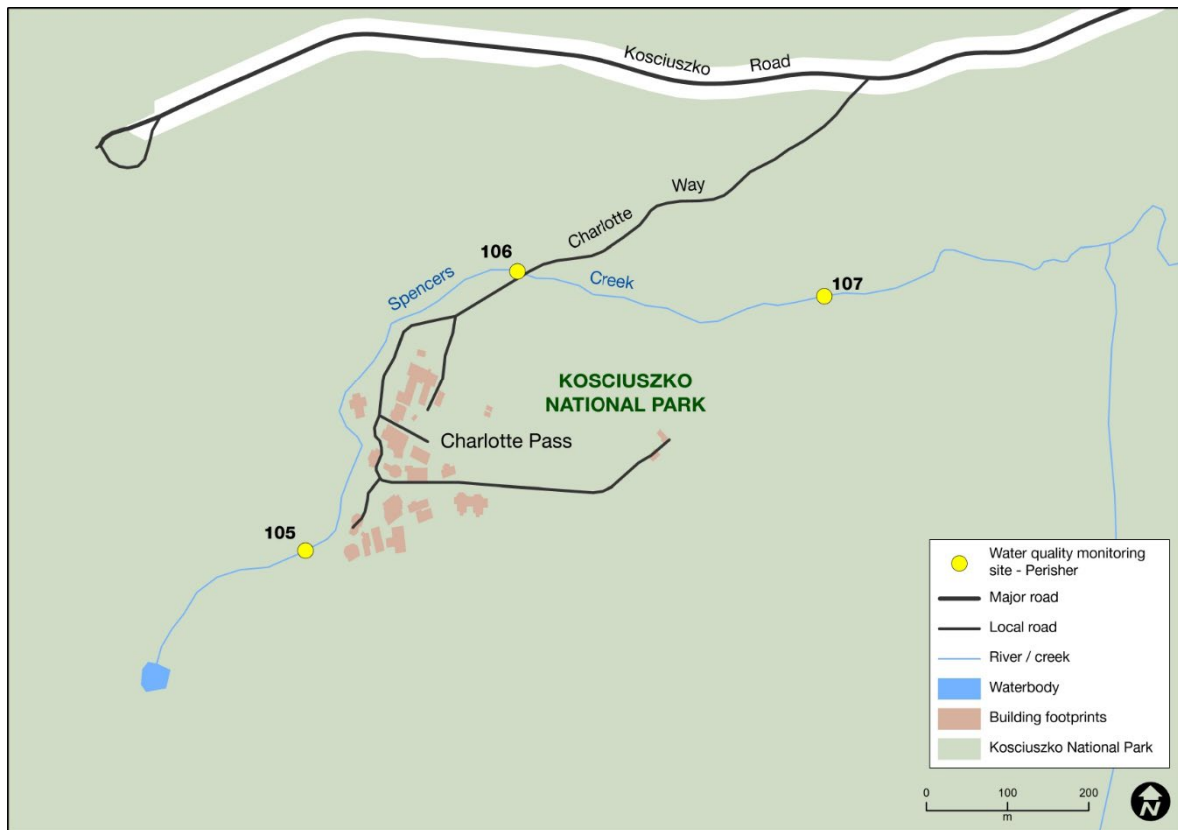 Kosciuszko Road
Charlotte Way
106
Spencers Creek
107
KOSCIUSZKO
NATIONAL PARK
Charlotte Pass
105
Water quality monitoring
site - Perisher
Major road
Local road
River / creek
Waterbody
Building footprints
Kosciuszko National Park
0 100 200
m
N